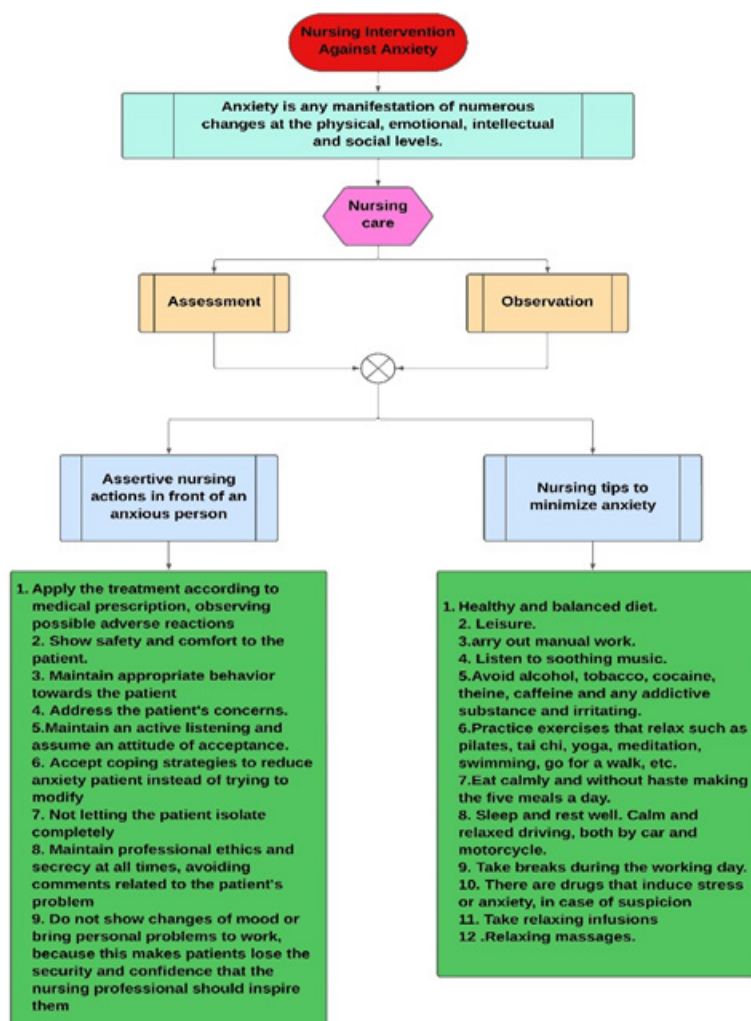 Nursing Intervention
Against Anxiety
Anxiety is any manifestation of numerous
changes at the physical, emotional, intellectual
and social levels.
Nursing
care
Assessment
Observation
Assertive nursing
actions in front of an
anxious person
Nursing tips to
minimize anxiety
1. Apply the treatment according to
medical prescription, observing
possible adverse reactions
2. Show safety and comfort to the
patient.
3. Maintain appropriate behavior
towards the patient
4. Address the patient's concerns.
5.Maintain an active listening and
assume an attitude of acceptance.
6. Accept coping strategies to reduce
anxiety patient instead of trying to
modify
7. Not letting the patient isolate
completely
8. Maintain professional ethics and
secrecy at all times, avoiding
comments related to the patient's
problem
9. Do not show changes of mood or
bring personal problems to work,
because this makes patients lose the
security and confidence that the
nursing professional should inspire
them
1. Healthy and balanced diet.
2. Leisure.
3.arry out manual work.
4. Listen to soothing music.
5.Avoid alcohol, tobacco, cocaine,
theine, caffeine and any addictive
substance and irritating.
6.Practice exercises that relax such as
pilates, tai chi, yoga, meditation,
swimming, go for a walk, etc.
7.Eat calmly and without haste making
the five meals a day.
8. Sleep and rest well. Calm and
relaxed driving, both by car and
motorcycle.
9. Take breaks during the working day.
10. There are drugs that induce stress
or anxiety, in case of suspicion
11. Take relaxing infusions
12 .Relaxing massages.